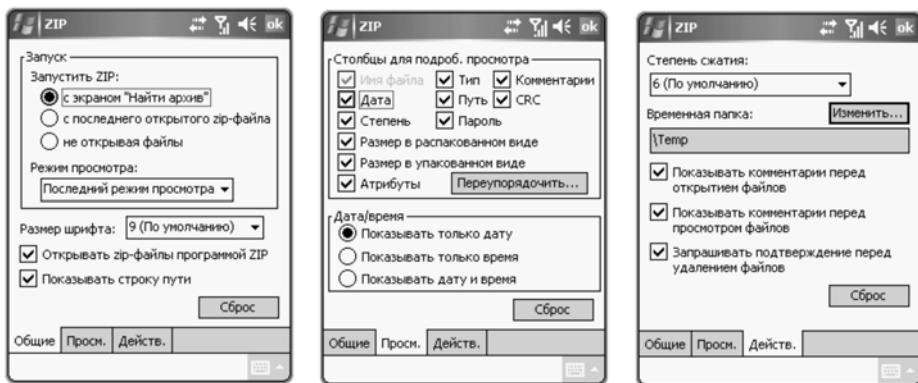 ZIP ok
Запуск
Запустить ZIP:
с экраном "Найти архив"
с последнего открытого zip-файла
не открывая файлы
Режим просмотра:
Последний режим просмотра
Размер шрифта: 9 (По умолчанию)
Открывать zip-файлы программой ZIP
Показывать строку пути
Сброс
Общие Просм. Действ.
ZIP ok
Столбцы для подроб. просмотра
Имя файла Тип Комментарии
Дата Путь CRC
Степень Пароль
Размер в распакованном виде
Размер в упакованном виде
Атрибуты Переупорядочить...
Дата/время
Показывать только дату
Показывать только время
Показывать дату и время
Сброс
Общие Просм. Действ.
ZIP ok
Степень сжатия:
6 (По умолчанию)
Временная папка: Изменить...
\Temp
Показывать комментарии перед
открытием файлов
Показывать комментарии перед
просмотром файлов
Запрашивать подтверждение перед
удалением файлов
Сброс
Общие Просм. Действ.